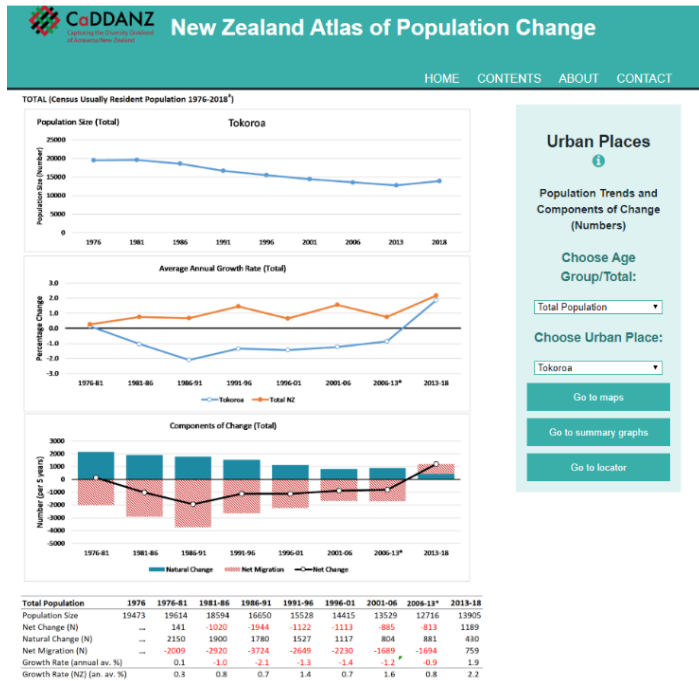 CaDDANZ
Capturing the Diversity Dividend
of Aotearoa/New Zealand
New Zealand Atlas of Population Change
HOME CONTENTS ABOUT CONTACT
TOTAL (Census Usually Resident Population 1976-2018*)
Population Size (Total) Tokoroa
Population Size (Number)
25000
20000
15000
10000
5000
0
1976 1981 1986 1991 1996 2001 2006 2013 2018
Average Annual Growth Rate (Total)
Percentage Change
3.0
2.0
1.0
0.0
-1.0
-2.0
-3.0
1976-81 1981-86 1986-91 1991-96 1996-01 2001-06 2006-13* 2013-18
Tokoroa Total NZ
Components of Change (Total)
Number (per 5 years)
3000
2000
1000
0
-1000
-2000
-3000
-4000
-5000
1976-81 1981-86 1986-91 1991-96 1996-01 2001-06 2006-13* 2013-18
Natural Change Net Migration Net Change
Total Population 1976 1976-81 1981-86 1986-91 1991-96 1996-01 2001-06 2006-13* 2013-18
Population Size 19473 19614 18594 16650 15528 14415 13529 12716 13905
Net Change (N) ... 141 -1020 -1944 -1122 -1113 -885 -813 1189
Natural Change (N) ... 2150 1900 1780 1527 1117 804 881 430
Net Migration (N) ... -2009 -2920 -3724 -2649 -2230 -1689 -1694 759
Growth Rate (annual av. %) 0.1 -1.0 -2.1 -1.3 -1.4 -1.2 -0.9 1.9
Growth Rate (NZ) (an. av. %) 0.3 0.8 0.7 1.4 0.7 1.6 0.8 2.2
Urban Places
i
Population Trends and
Components of Change
(Numbers)
Choose Age
Group/Total:
Total Population
Choose Urban Place:
Tokoroa
Go to maps
Go to summary graphs
Go to locator